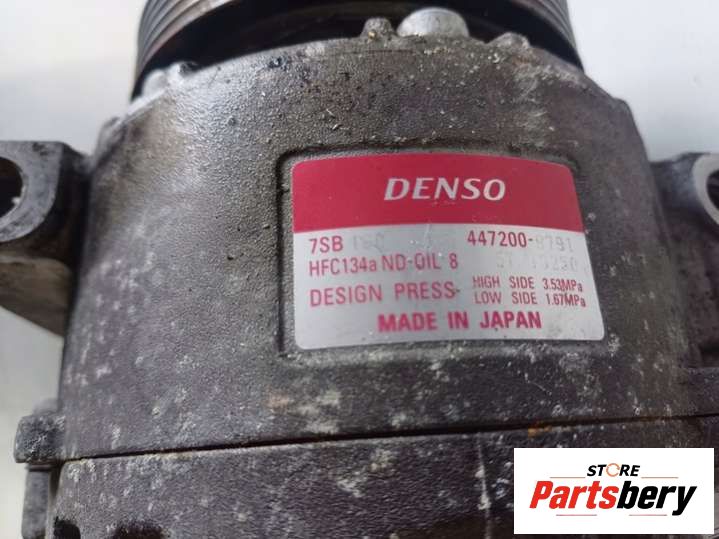 DENSO
7SB 447200-
HFC134a ND-OIL 8
DESIGN PRESS. HIGH SIDE 3.53MPa
LOW SIDE 1.67MPa
MADE IN JAPAN
STORE
Partsbery